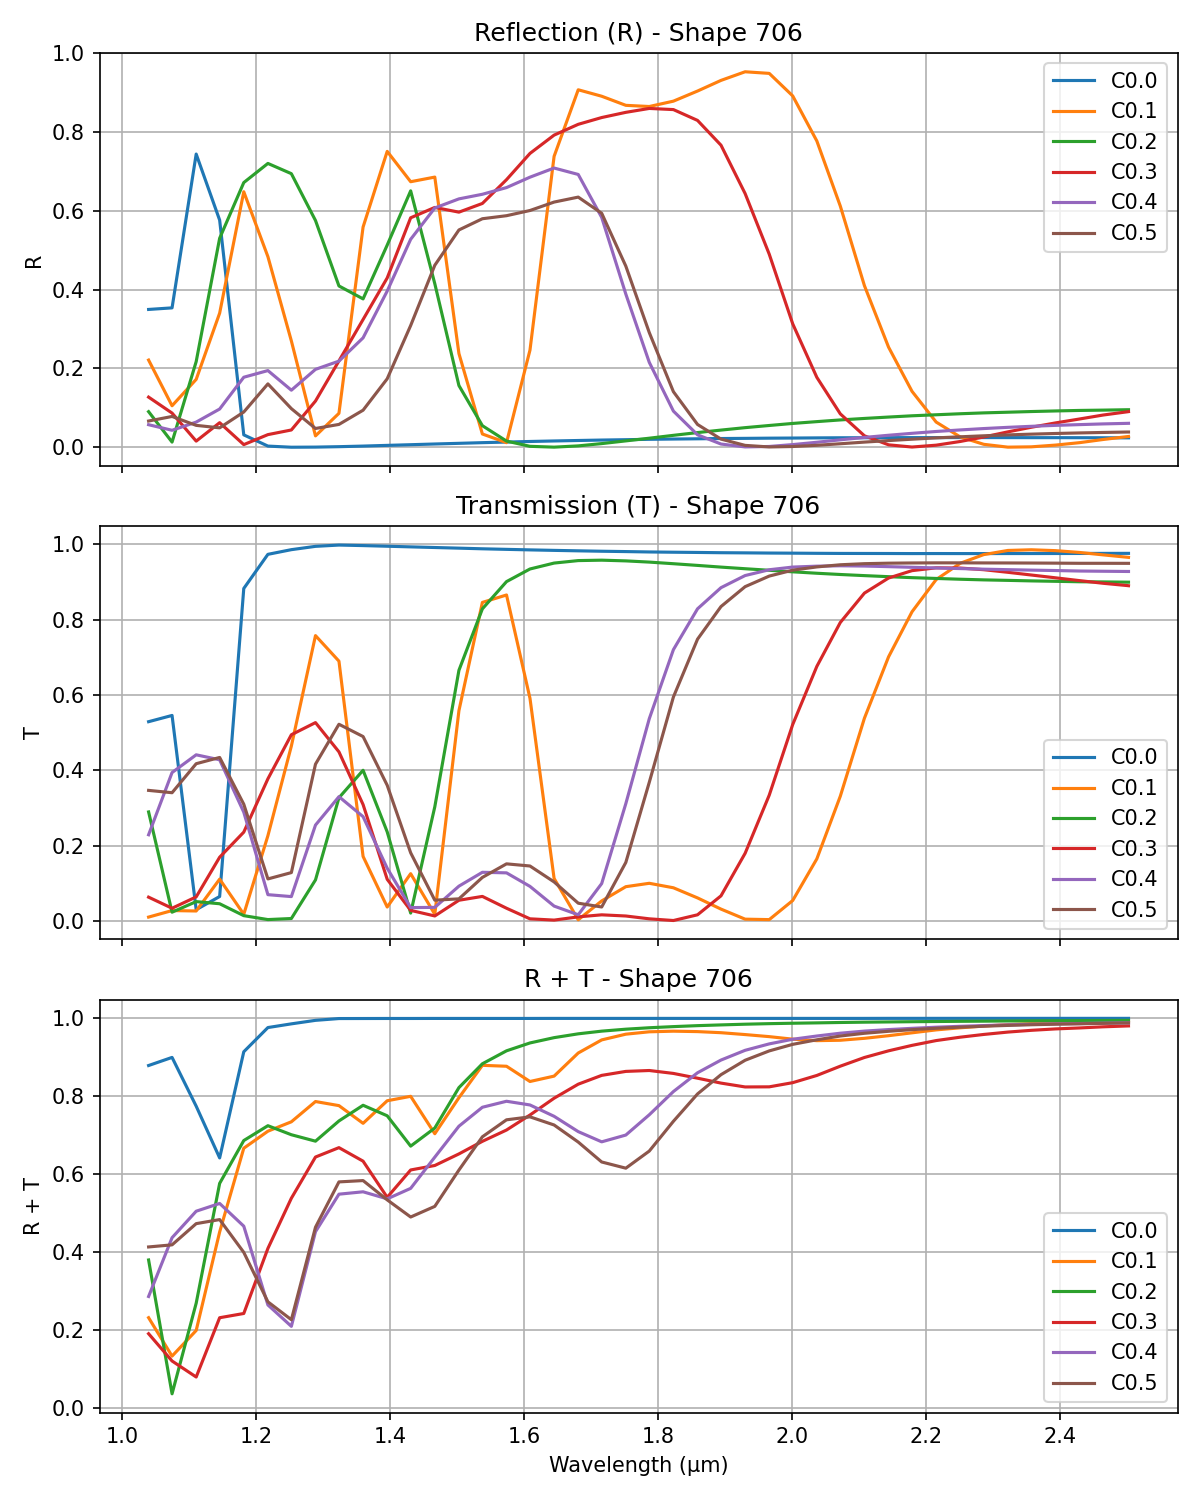 Reflection (R) - Shape 706
1.0
0.8
0.6
0.4
0.2
0.0
R
C0.0
C0.1
C0.2
C0.3
C0.4
C0.5
Transmission (T) - Shape 706
1.0
0.8
0.6
0.4
0.2
0.0
T
C0.0
C0.1
C0.2
C0.3
C0.4
C0.5
R + T - Shape 706
1.0
0.8
0.6
0.4
0.2
0.0
R + T
C0.0
C0.1
C0.2
C0.3
C0.4
C0.5
1.0 1.2 1.4 1.6 1.8 2.0 2.2 2.4
Wavelength (μm)